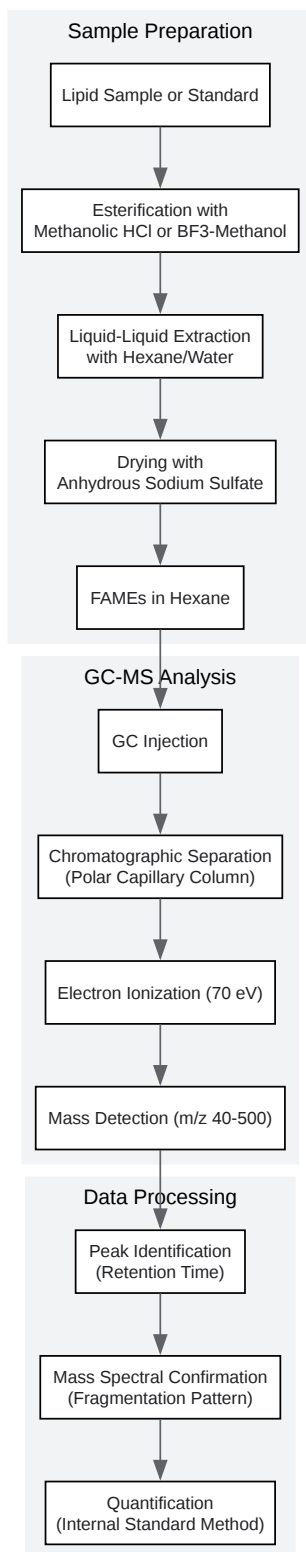 Sample Preparation
Lipid Sample or Standard
Esterification with
Methanolic HCl or BF3-Methanol
Liquid-Liquid Extraction
with Hexane/Water
Drying with
Anhydrous Sodium Sulfate
FAMEs in Hexane
GC-MS Analysis
GC Injection
Chromatographic Separation
(Polar Capillary Column)
Electron Ionization (70 eV)
Mass Detection (m/z 40-500)
Data Processing
Peak Identification
(Retention Time)
Mass Spectral Confirmation
(Fragmentation Pattern)
Quantification
(Internal Standard Method)